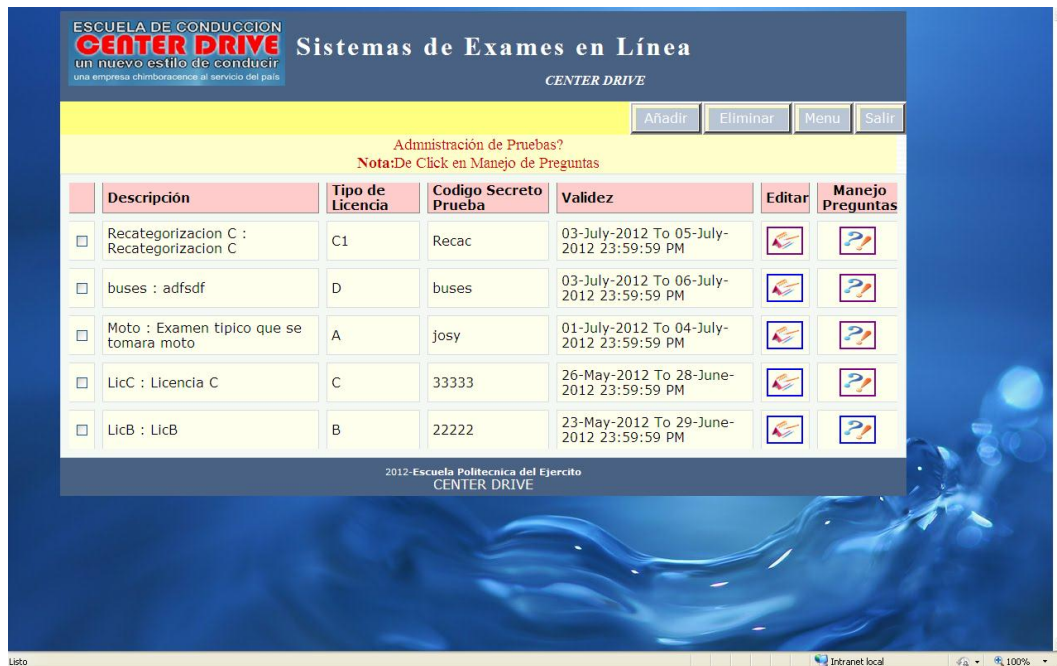 ESCUELA DE CONDUCCION
CENTER DRIVE
un nuevo estilo de conducir
una empresa chimboracence al servicio del país
Sistemas de Exames en Línea
CENTER DRIVE
Añadir Eliminar Menu Salir
Admnistración de Pruebas?
Nota:De Click en Manejo de Preguntas
Descripción Tipo de Licencia Codigo Secreto Prueba Validez Editar Manejo Preguntas
Recategorizacion C : Recategorizacion C C1 Recac 03-July-2012 To 05-July-2012 23:59:59 PM
buses : adfsdf D buses 03-July-2012 To 06-July-2012 23:59:59 PM
Moto : Examen tipico que se tomara moto A josy 01-July-2012 To 04-July-2012 23:59:59 PM
LicC : Licencia C C 33333 26-May-2012 To 28-June-2012 23:59:59 PM
LicB : LicB B 22222 23-May-2012 To 29-June-2012 23:59:59 PM
2012-Escuela Politecnica del Ejercito
CENTER DRIVE
Listo Intranet local 100%